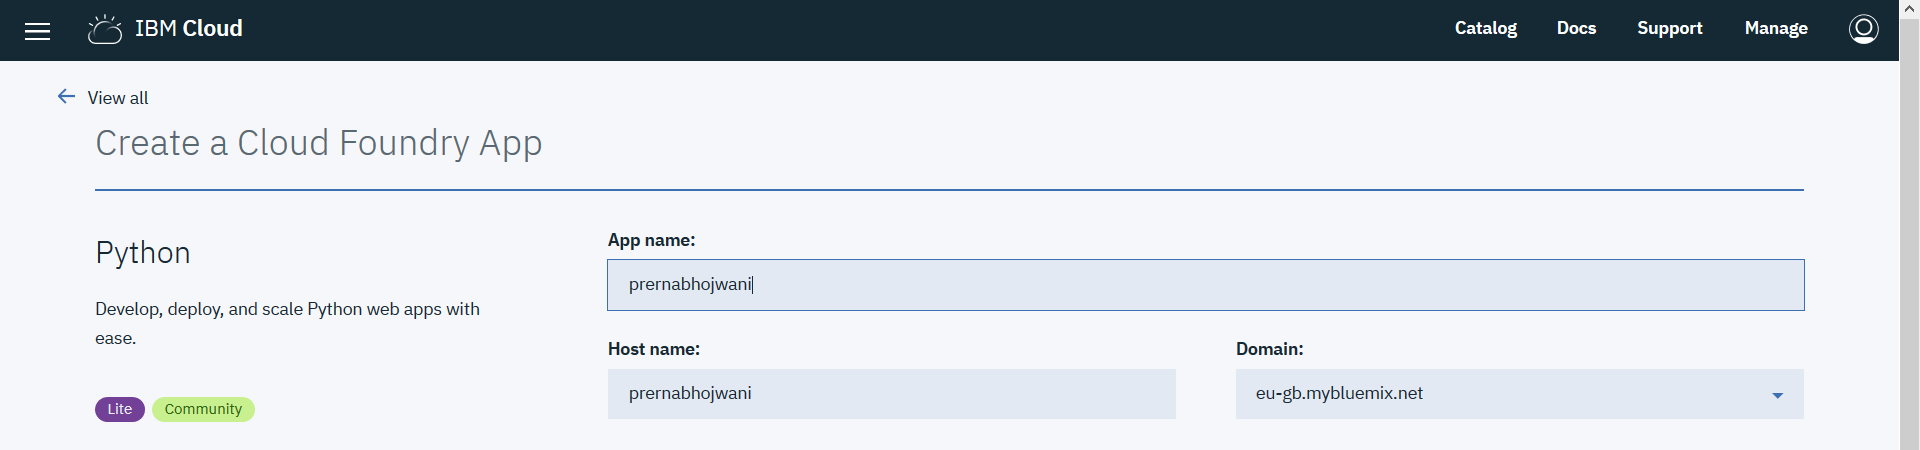 IBM Cloud
Catalog Docs Support Manage
View all
Create a Cloud Foundry App
Python
Develop, deploy, and scale Python web apps with
ease.
Lite Community
App name:
prernabhojwani
Host name:
prernabhojwani
Domain:
eu-gb.mybluemix.net